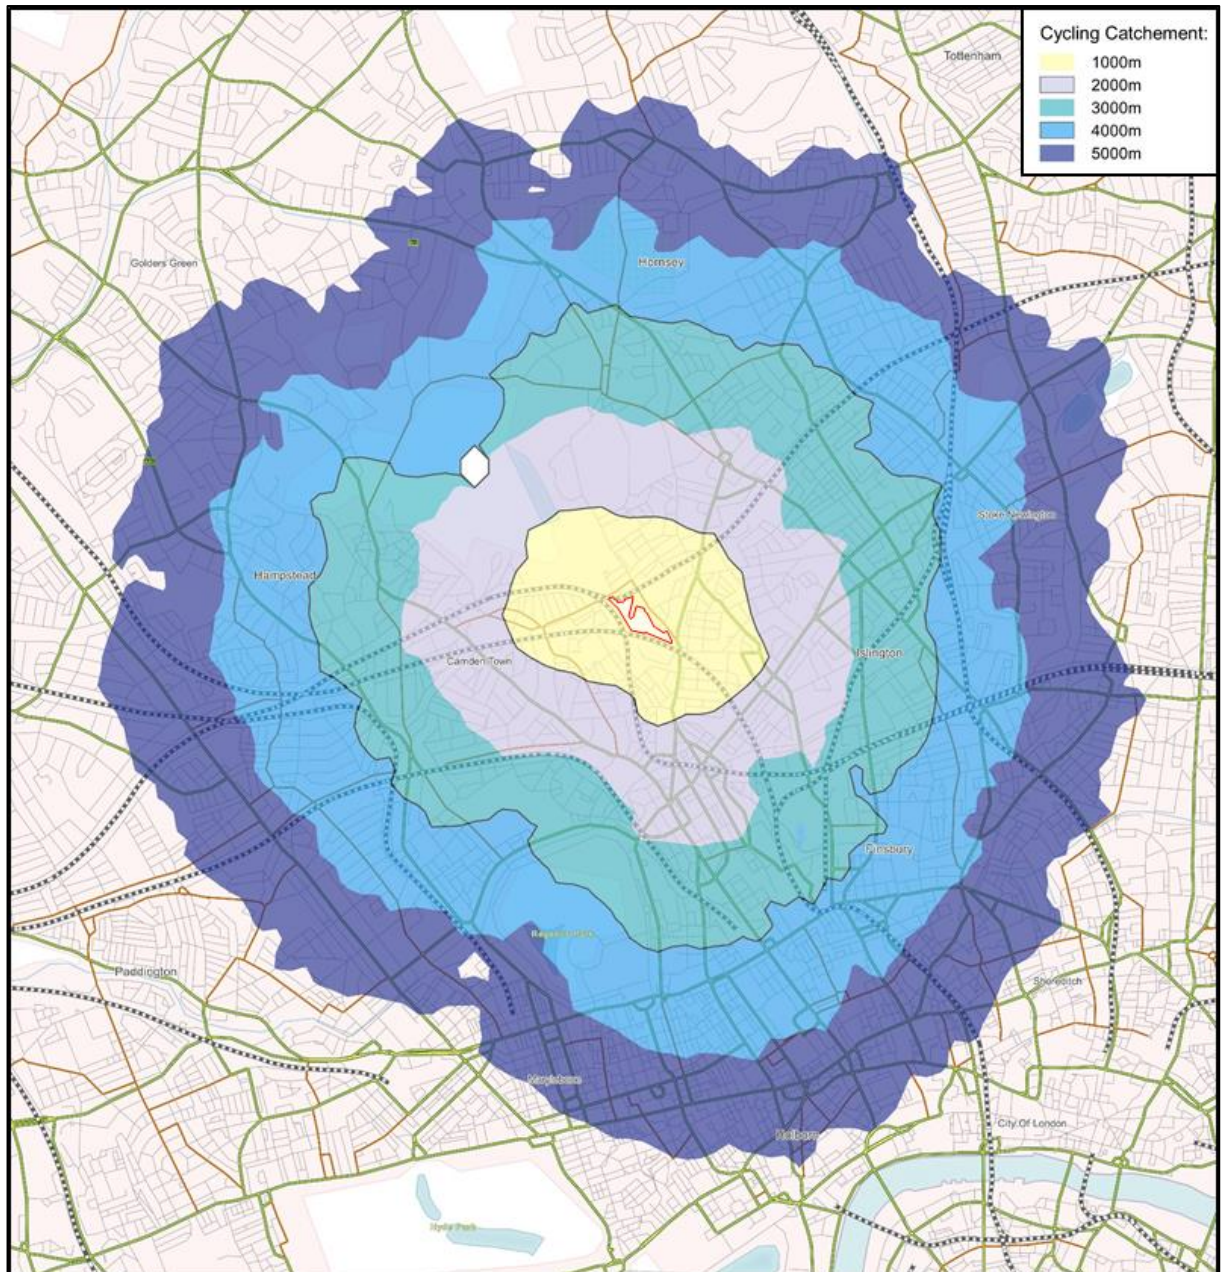 Cycling Catchement:
1000m
2000m
3000m
4000m
5000m
Tottenham
Golders Green
Hornsey
Stoke Newington
Hampstead
Islington
Camden Town
Finsbury
Regent's Park
Paddington
Shoreditch
Marylebone
City Of London
Holborn
Hyde Park